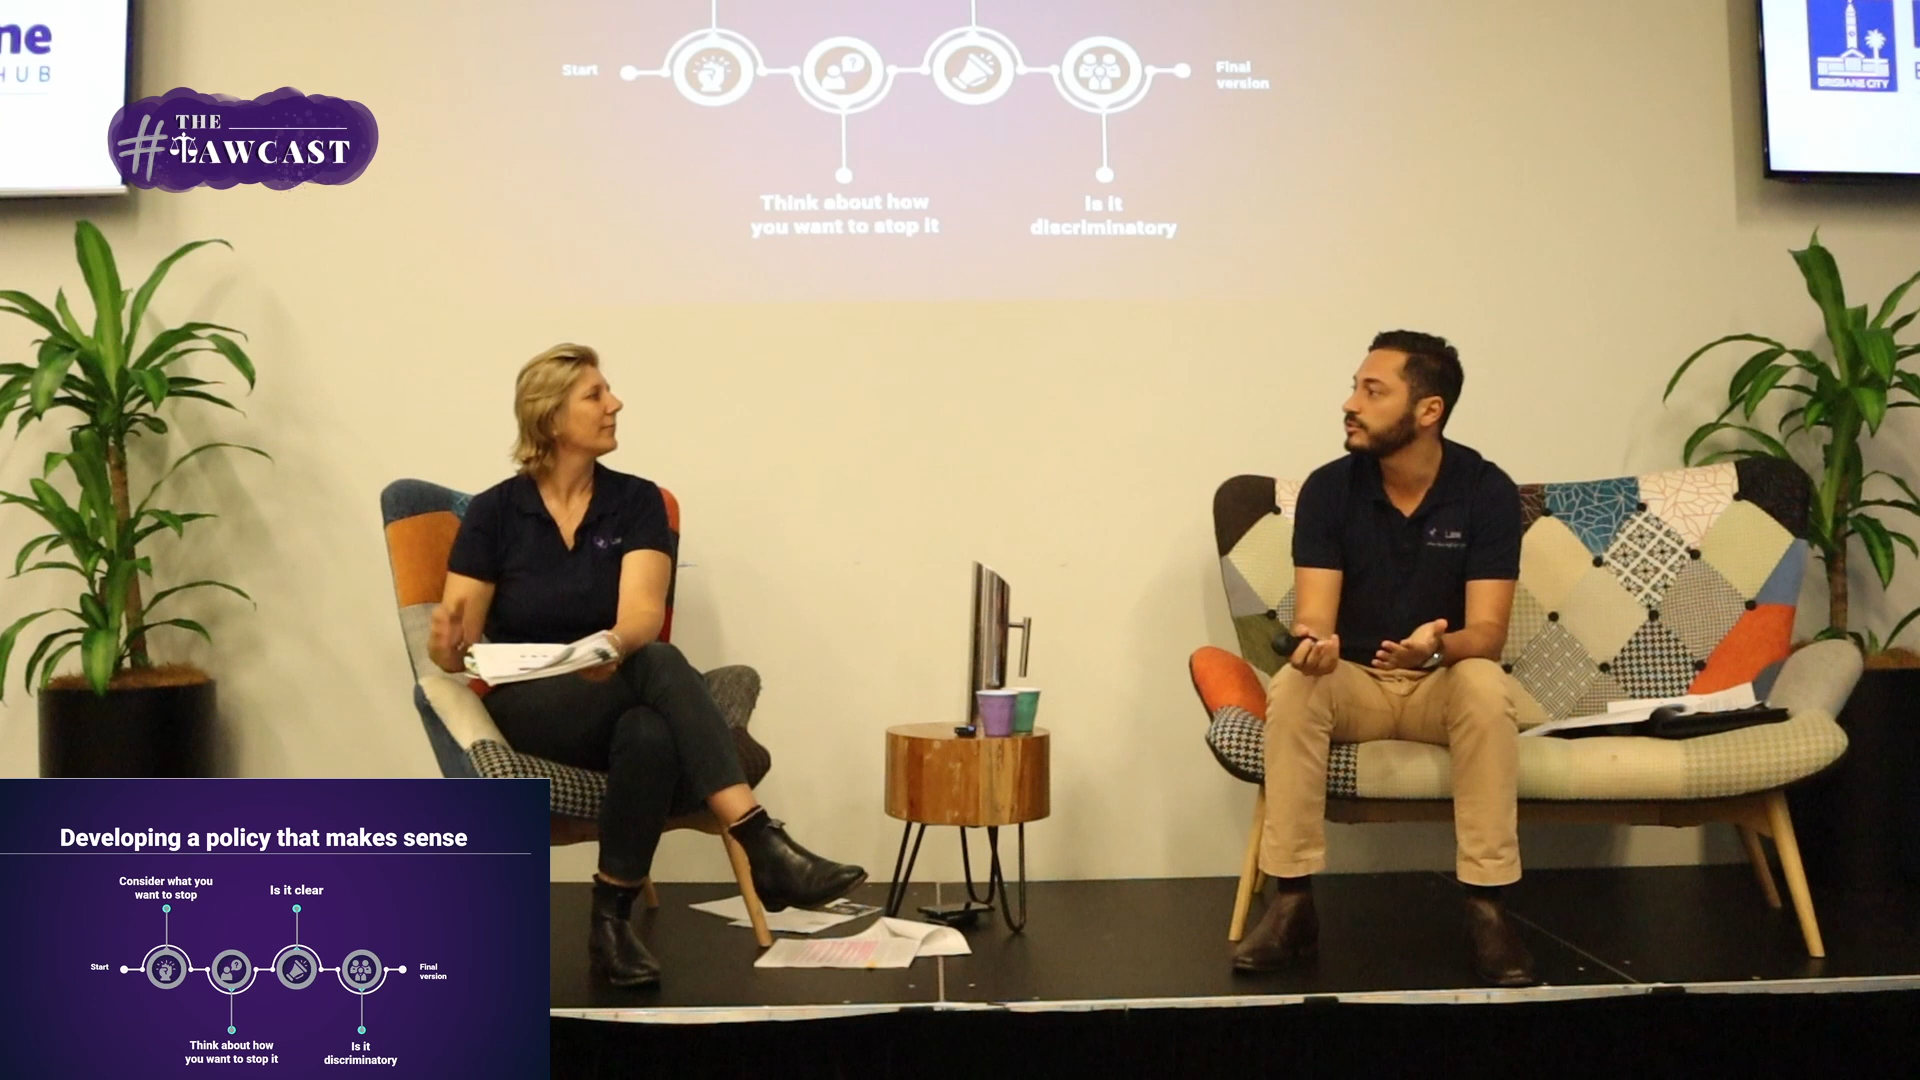 ne
HUB
# THE
LAWCAST
Start
Final
version
Think about how
you want to stop it
Is it
discriminatory
BRISBANE CITY
Law
Developing a policy that makes sense
Consider what you
want to stop
Is it clear
Start
Final
version
Think about how
you want to stop it
Is it
discriminatory